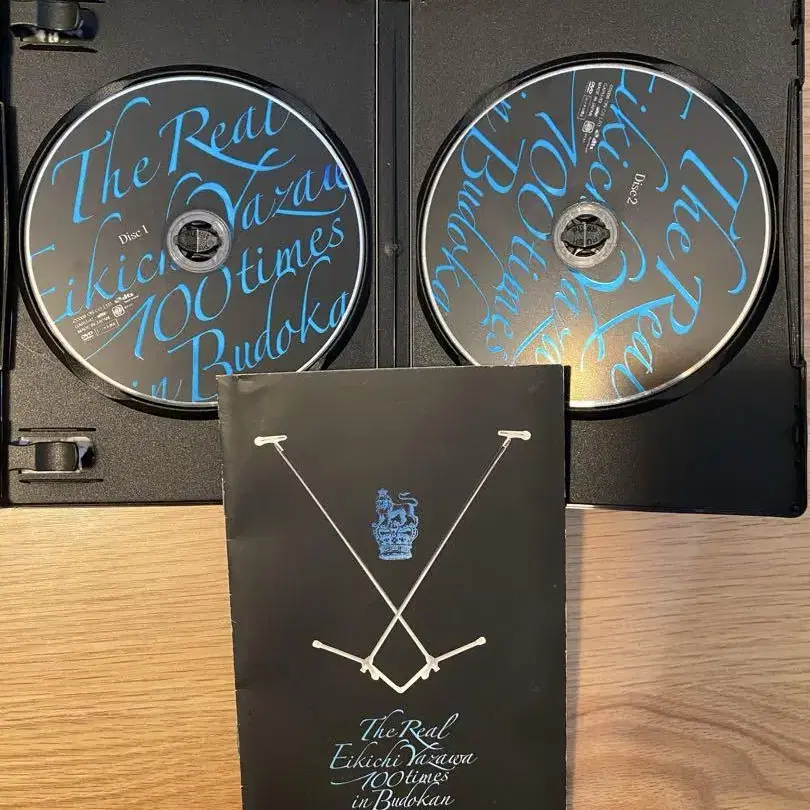 The Real
Eikichi Yazawa
100 times
in Budokan
Disc 1
DVD
The Real
Eikichi Yazawa
100 times
in Budokan
Disc 2
The Real
Eikichi Yazawa
100 times
in Budokan